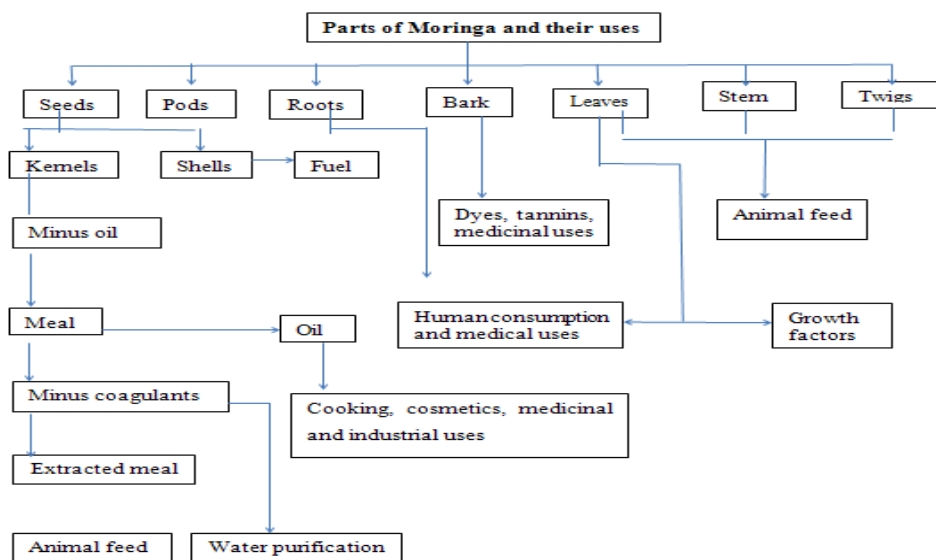 Parts of Moringa and their uses
Seeds
Pods
Roots
Bark
Leaves
Stem
Twigs
Kernels
Shells
Fuel
Dyes, tannins,
medicinal uses
Animal feed
Minus oil
Meal
Oil
Human consumption
and medical uses
Growth
factors
Minus coagulants
Cooking, cosmetics, medicinal
and industrial uses
Extracted meal
Animal feed
Water purification